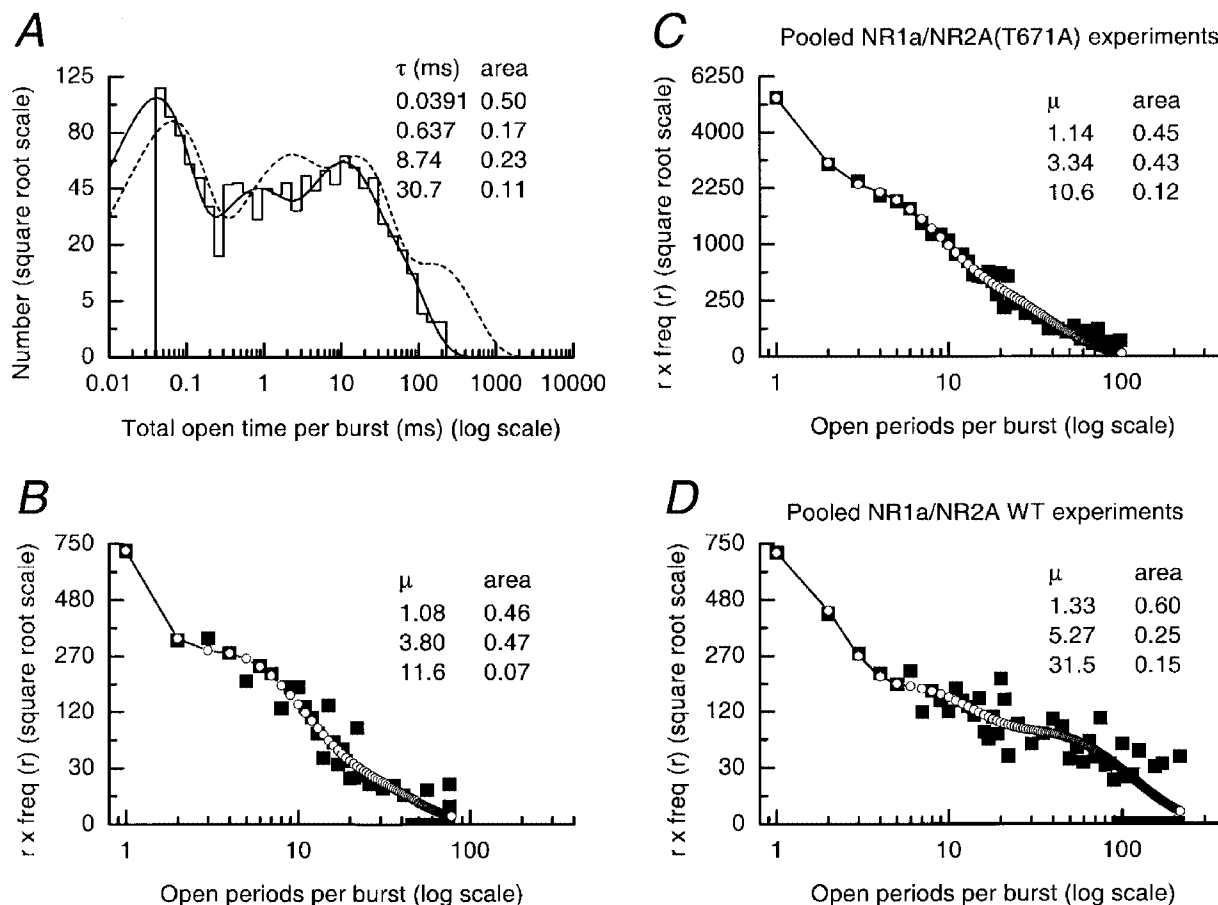 A
Number (square root scale)
125
80
45
20
5
0
0.01 0.1 1 10 100 1000 10000
Total open time per burst (ms) (log scale)
τ (ms) area
0.0391 0.50
0.637 0.17
8.74 0.23
30.7 0.11
B
r x freq (r) (square root scale)
750
480
270
120
30
0
1 10 100
Open periods per burst (log scale)
μ area
1.08 0.46
3.80 0.47
11.6 0.07
C
Pooled NR1a/NR2A(T671A) experiments
r x freq (r) (square root scale)
6250
4000
2250
1000
250
0
1 10 100
Open periods per burst (log scale)
μ area
1.14 0.45
3.34 0.43
10.6 0.12
D
Pooled NR1a/NR2A WT experiments
r x freq (r) (square root scale)
750
480
270
120
30
0
1 10 100
Open periods per burst (log scale)
μ area
1.33 0.60
5.27 0.25
31.5 0.15